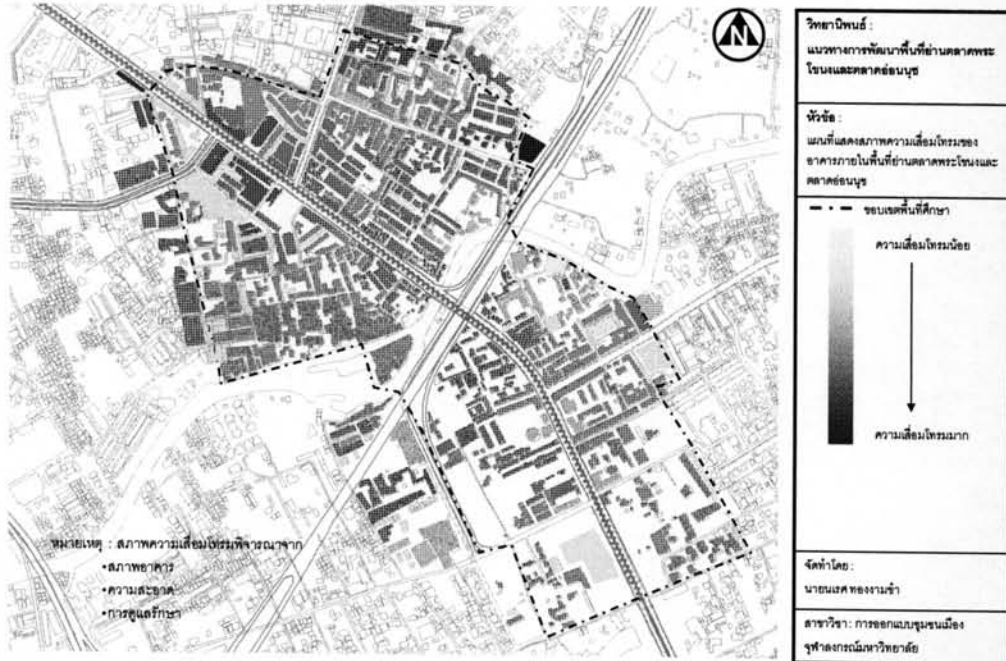 N
วิทยานิพนธ์ :
แนวทางการพัฒนาพื้นที่ย่านตลาดพระ
โขนงและตลาดอ่อนนุช
หัวข้อ :
แผนที่แสดงสภาพความเสื่อมโทรมของ
อาคารภายในพื้นที่ย่านตลาดพระโขนงและ
ตลาดอ่อนนุช
ขอบเขตพื้นที่ศึกษา
ความเสื่อมโทรมน้อย
ความเสื่อมโทรมมาก
หมายเหตุ : สภาพความเสื่อมโทรมพิจารณาจาก
•สภาพอาคาร
•ความสะอาด
•การดูแลรักษา
จัดทำโดย :
นายนเรศ ทองงามขำ
สาขาวิชา : การออกแบบชุมชนเมือง
จุฬาลงกรณ์มหาวิทยาลัย